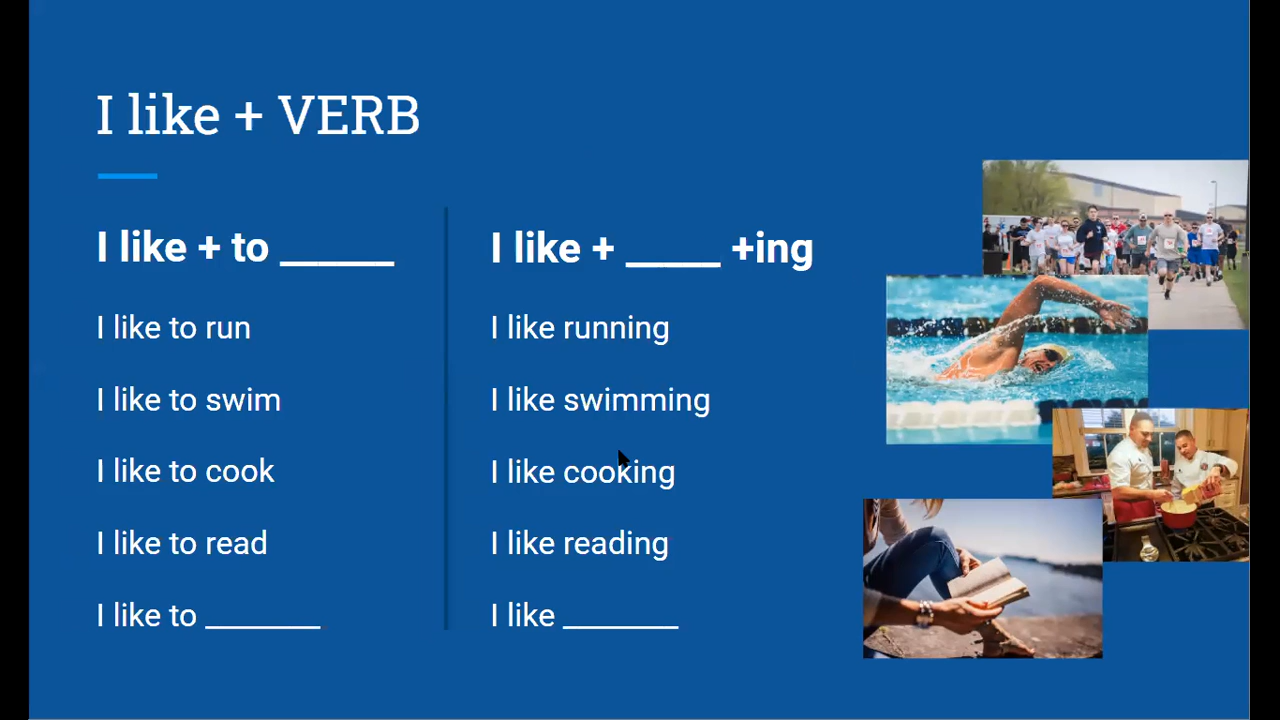 I like + VERB
I like + to ______
I like to run
I like to swim
I like to cook
I like to read
I like to _______
I like + _____ +ing
I like running
I like swimming
I like cooking
I like reading
I like _______